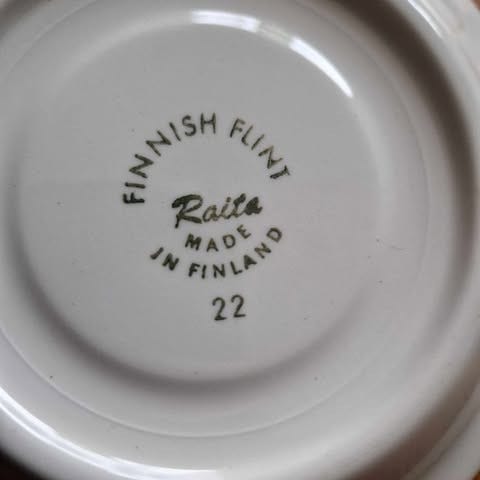 FINNISH FLINT
Raita
MADE
IN FINLAND
22